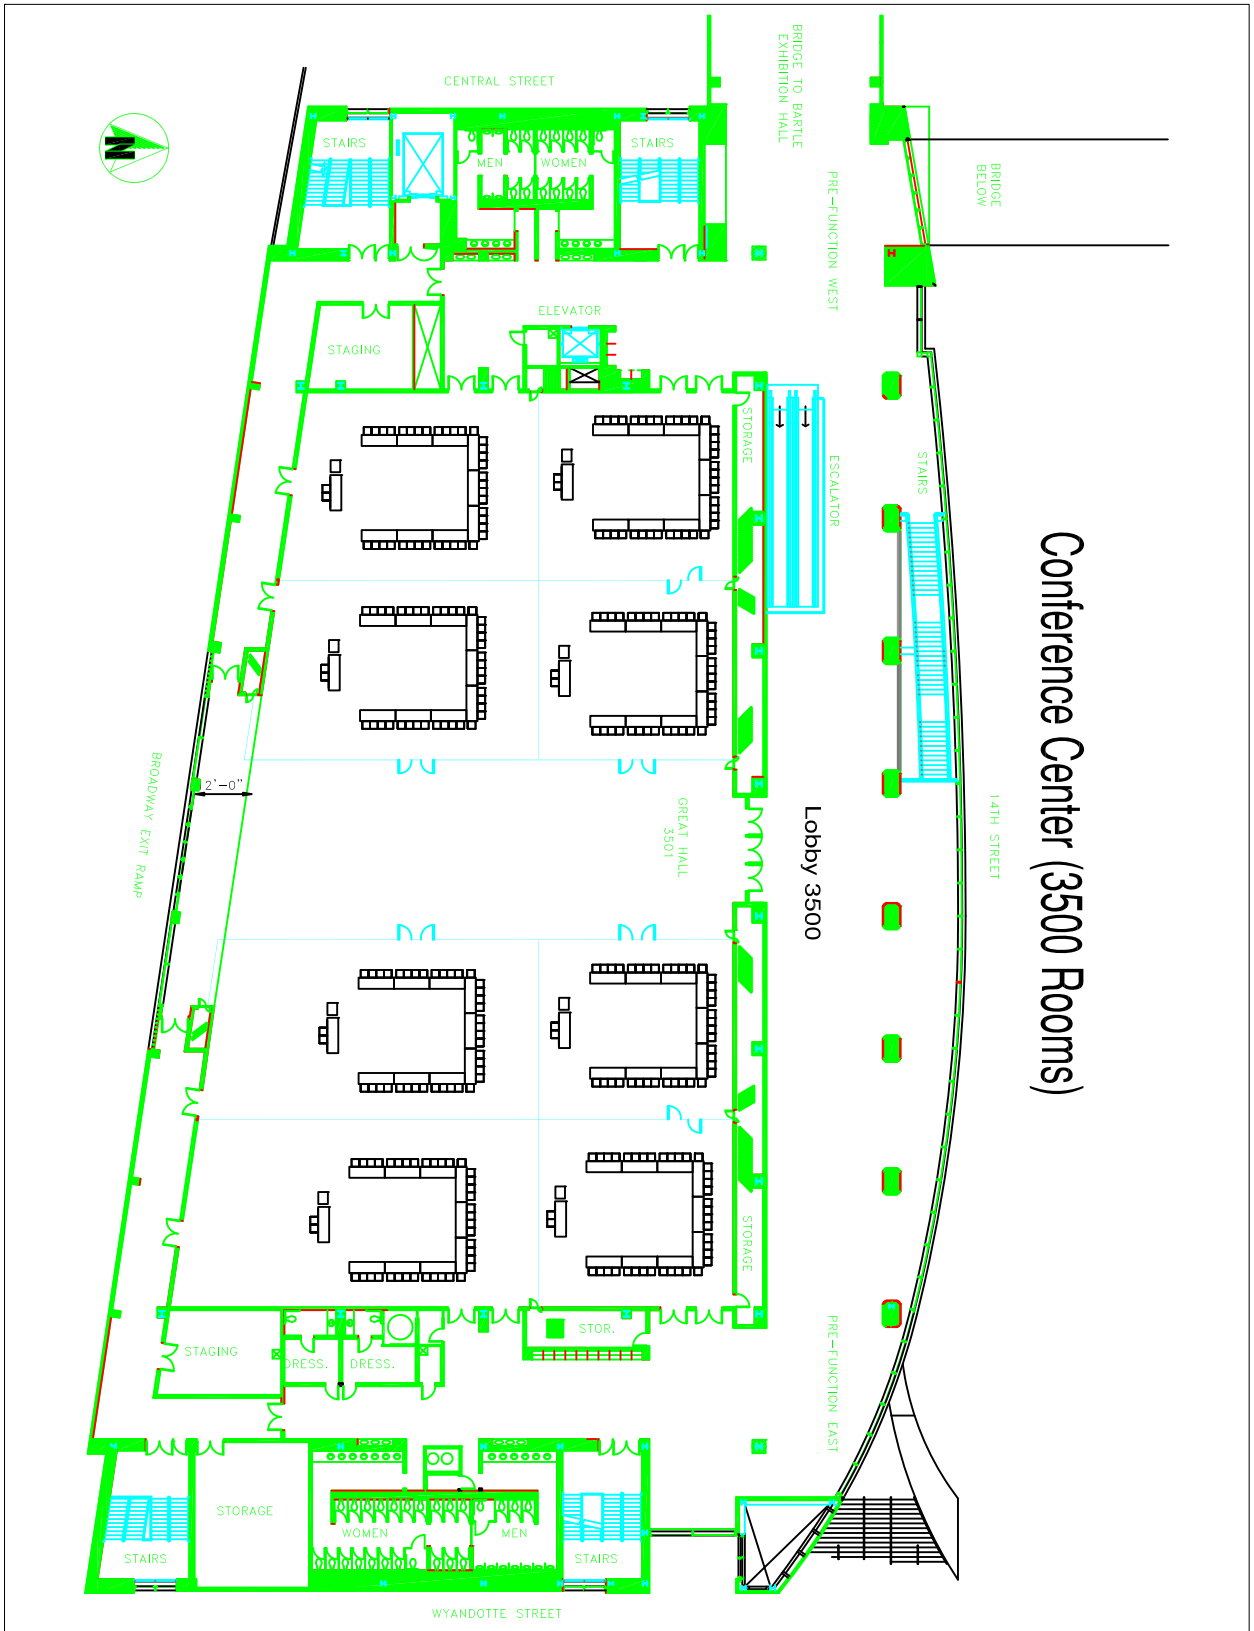 Conference Center (3500 Rooms)
CENTRAL STREET
BRIDGE TO BARTLE
EXHIBITION HALL
BRIDGE
BELOW
N
STAIRS
MEN
WOMEN
STAIRS
PRE-FUNCTION WEST
ELEVATOR
STAGING
STORAGE
ESCALATOR
STAIRS
BROADWAY EXIT RAMP
2'-0"
GREAT HALL
3501
Lobby 3500
14TH STREET
STORAGE
STAGING
DRESS.
DRESS.
STOR.
PRE-FUNCTION EAST
STORAGE
WOMEN
MEN
STAIRS
STAIRS
WYANDOTTE STREET